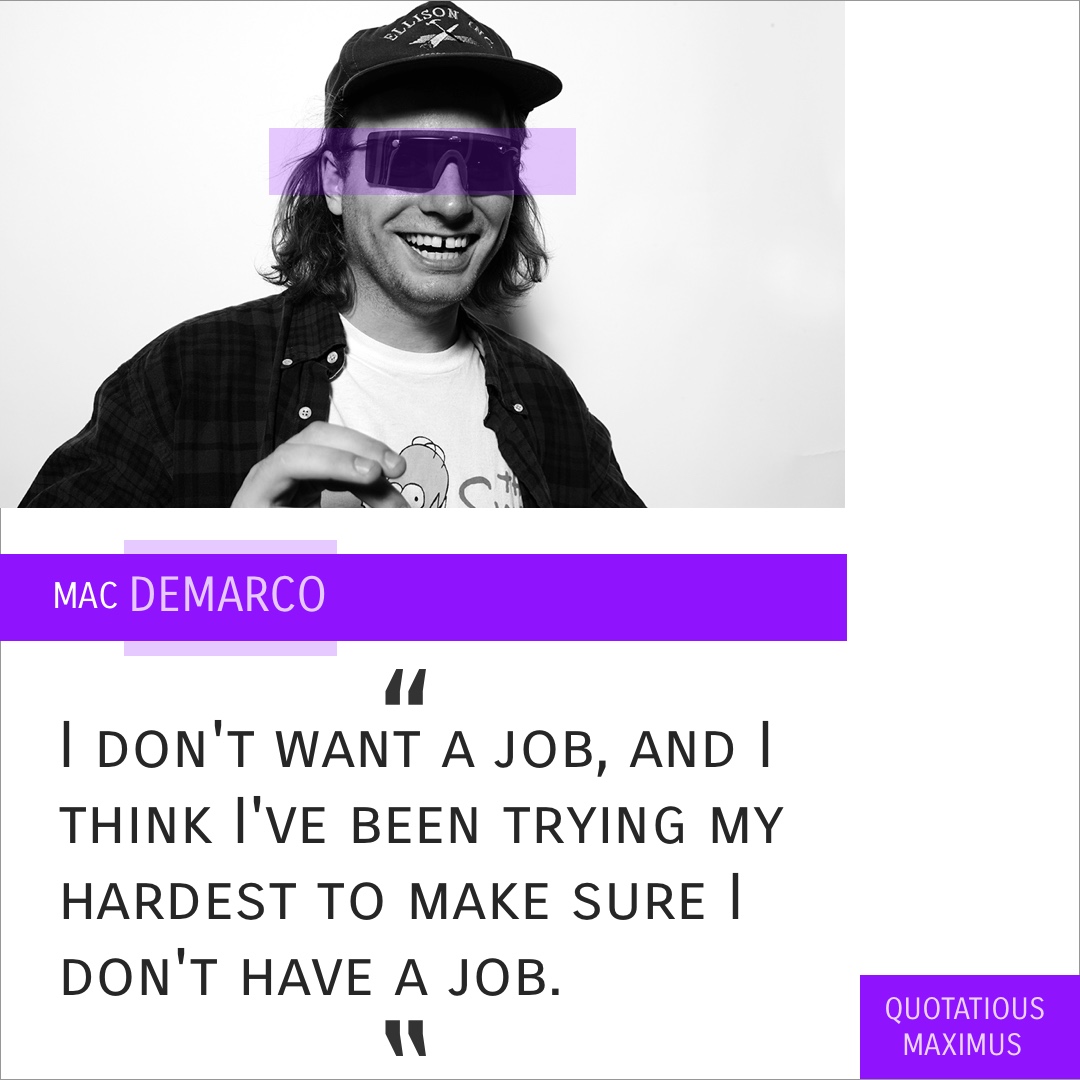 ELLISON INC.
MAC DEMARCO
“
I DON'T WANT A JOB, AND I
THINK I'VE BEEN TRYING MY
HARDEST TO MAKE SURE I
DON'T HAVE A JOB.
"
QUOTATIOUS
MAXIMUS